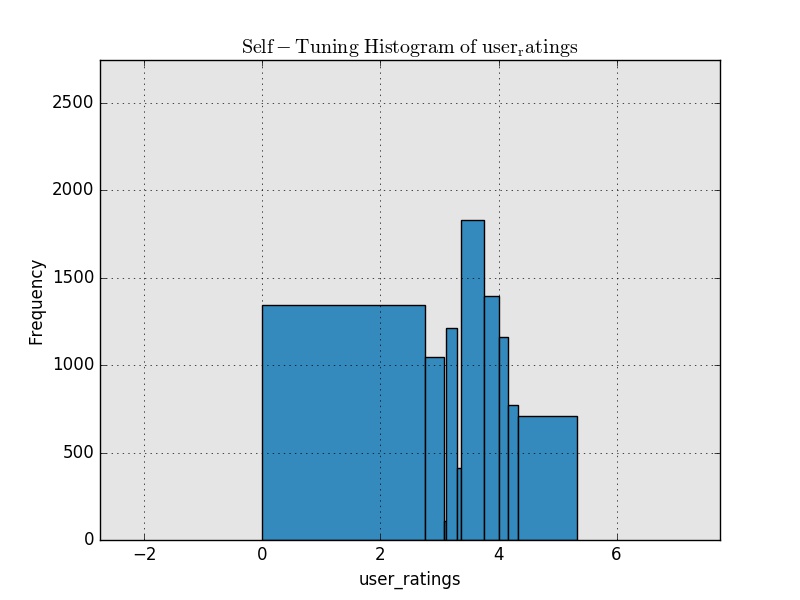 Self − Tuning Histogram of user_ratings
2500
2000
1500
1000
500
0
Frequency
−2 0 2 4 6
user_ratings